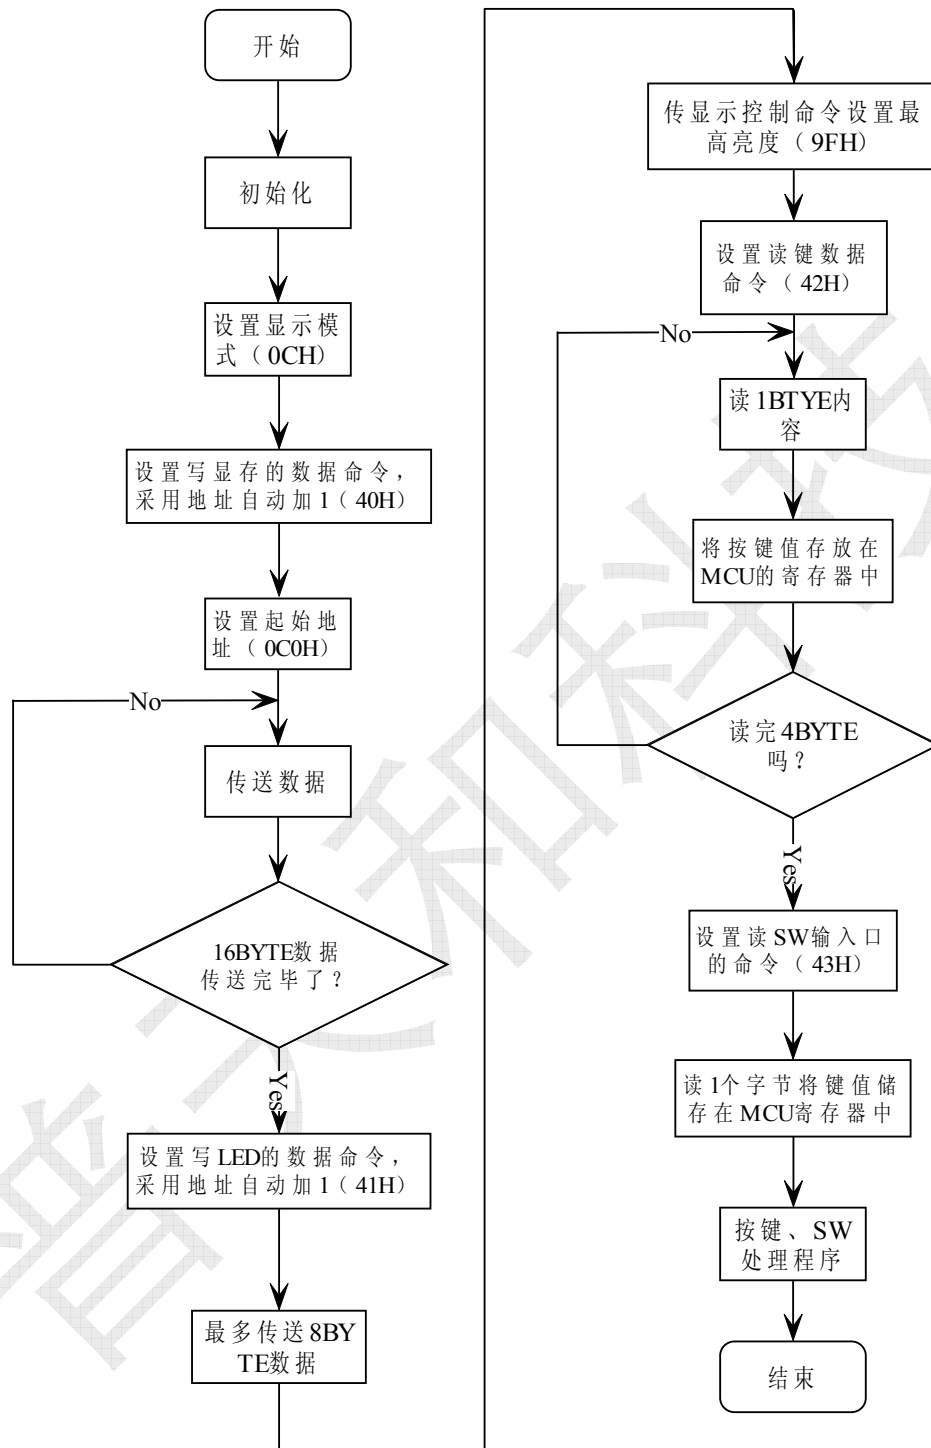 开始
初始化
设置显示模
式（0CH）
设置写显存的数据命令，
采用地址自动加1（40H）
设置起始地
址（0C0H）
No
传送数据
16BYTE数据
传送完毕了？
Yes
设置写LED的数据命令，
采用地址自动加1（41H）
最多传送8BY
TE数据
传显示控制命令设置最
高亮度（9FH）
设置读键数据
命令（42H）
No
读1BTYE内
容
将按键值存放在
MCU的寄存器中
读完4BYTE
吗？
Yes
设置读SW输入口
的命令（43H）
读1个字节将键值储
存在MCU寄存器中
按键、SW
处理程序
结束
普天和科技